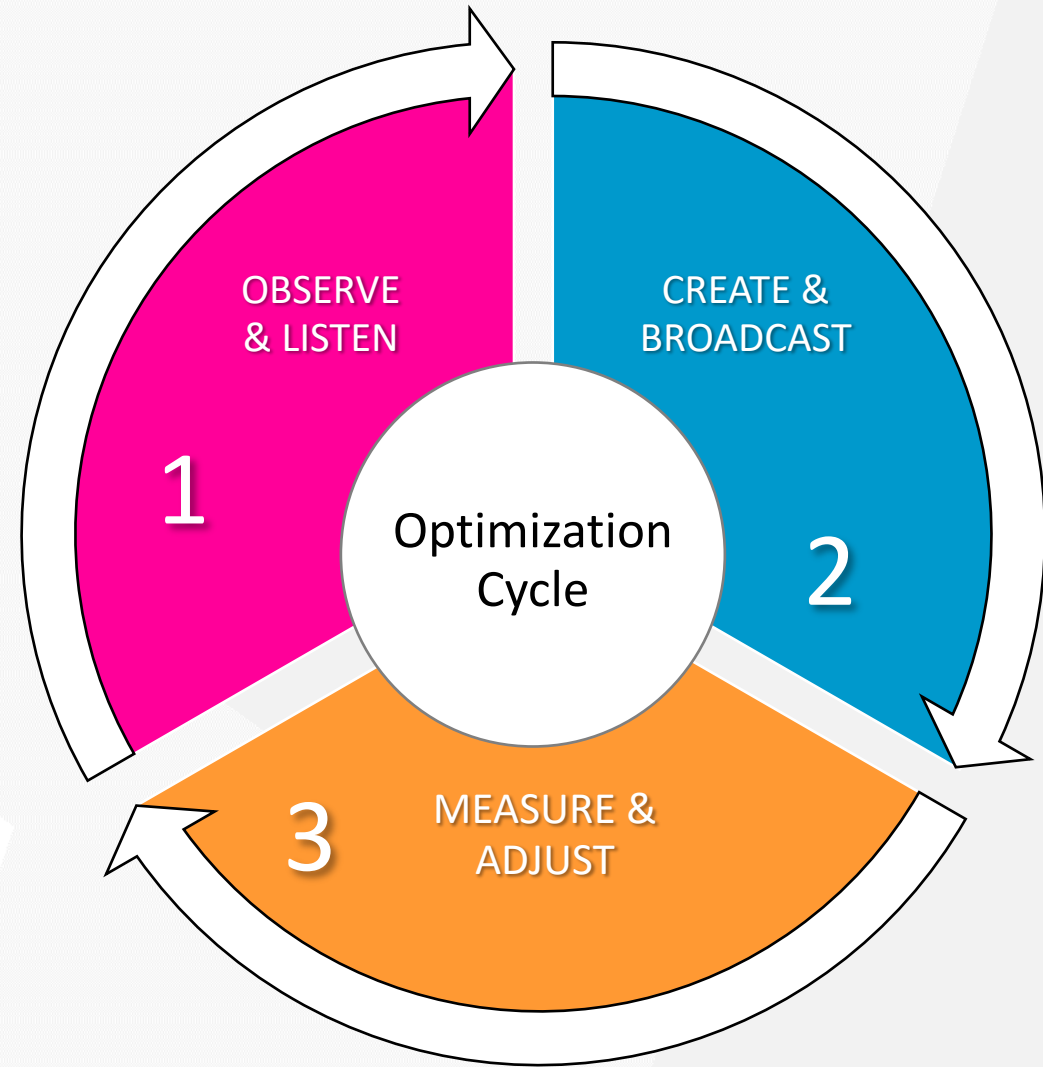 OBSERVE
& LISTEN
1
CREATE &
BROADCAST
2
Optimization
Cycle
3
MEASURE &
ADJUST